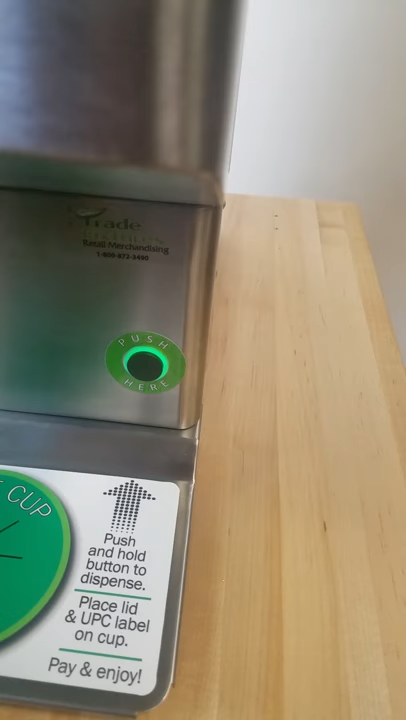 Trade
Fixtures
Retail Merchandising
1-800-872-3490
PUSH
HERE
CUP
Push
and hold
button to
dispense.
Place lid
& UPC label
on cup.
Pay & enjoy!